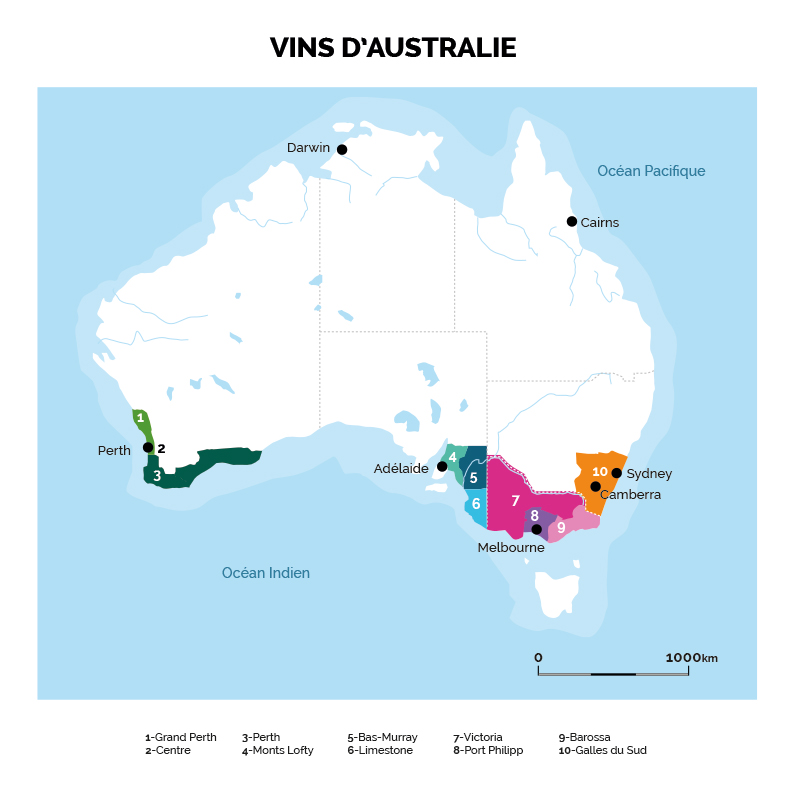 VINS D'AUSTRALIE
Darwin
Océan Pacifique
Cairns
1
Perth
2
3
4
Adélaide
5
6
7
8
9
10
Sydney
Camberra
Melbourne
Océan Indien
0
1000km
1-Grand Perth
2-Centre
3-Perth
4-Monts Lofty
5-Bas-Murray
6-Limestone
7-Victoria
8-Port Philipp
9-Barossa
10-Galles du Sud